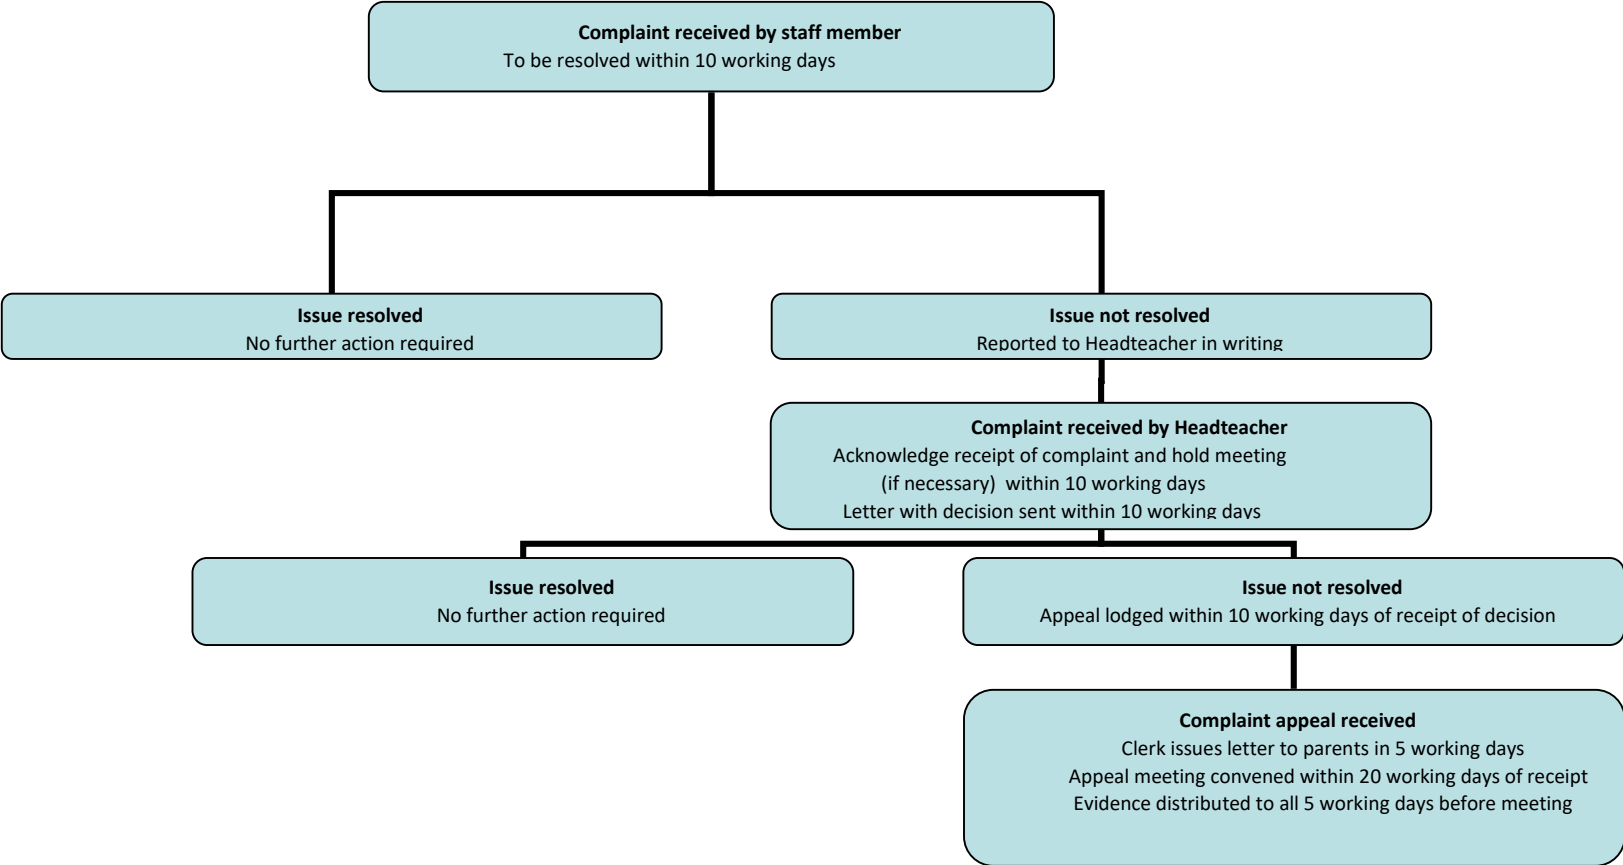 Complaint received by staff member
To be resolved within 10 working days
Issue resolved
No further action required
Issue not resolved
Reported to Headteacher in writing
Complaint received by Headteacher
Acknowledge receipt of complaint and hold meeting
(if necessary) within 10 working days
Letter with decision sent within 10 working days
Issue resolved
No further action required
Issue not resolved
Appeal lodged within 10 working days of receipt of decision
Complaint appeal received
Clerk issues letter to parents in 5 working days
Appeal meeting convened within 20 working days of receipt
Evidence distributed to all 5 working days before meeting